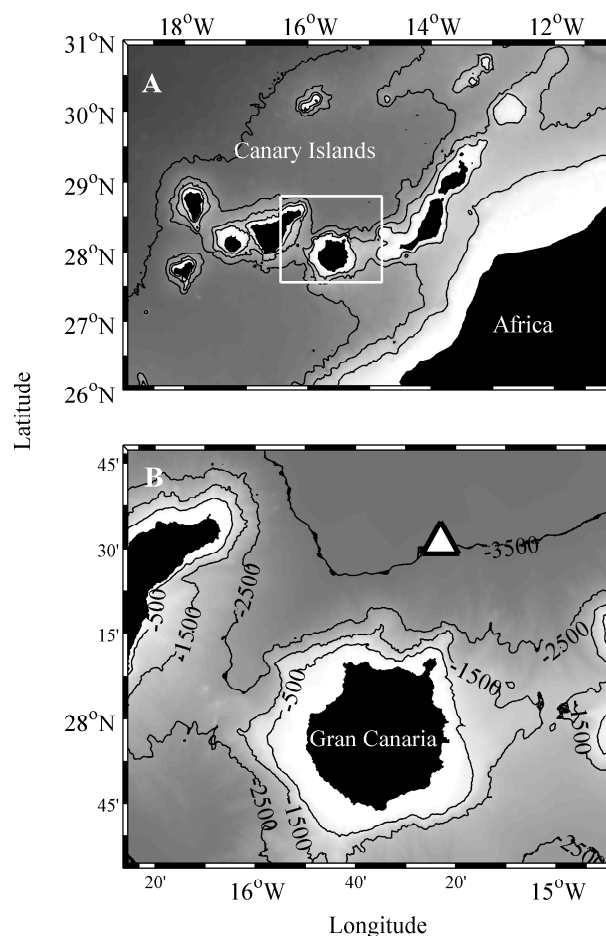 18°W 16°W 14°W 12°W
31°N
A
30°N
Canary Islands
29°N
28°N
27°N
Africa
26°N
Latitude
45'
B
30'
-3500
-500
-1500
-2500
15'
-2500
-1500
-500
28°N
Gran Canaria
-1500
45'
-2500
-1500
-2500
20' 16°W 40' 20' 15°W
Longitude